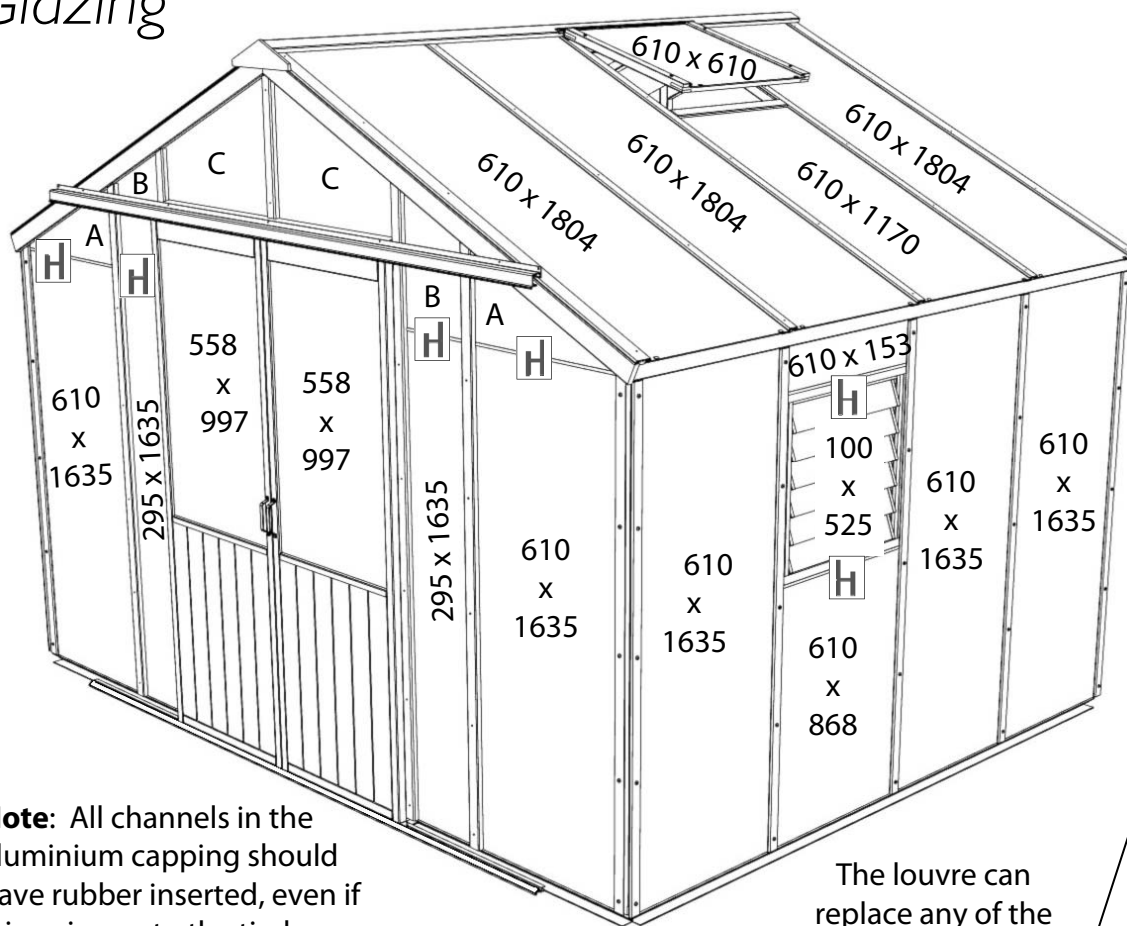 Glazing
610 x 610
610 x 1804
610 x 1804
610 x 1804
610 x 1170
C
C
B
A
H
H
B
A
H
H
558
x
997
558
x
997
610
x
1635
295 x 1635
295 x 1635
610
x
1635
610
x
1635
610 x 153
H
100
x
525
H
610
x
868
610
x
1635
610
x
1635
Note: All channels in the
aluminium capping should
have rubber inserted, even if
The louvre can
replace any of the